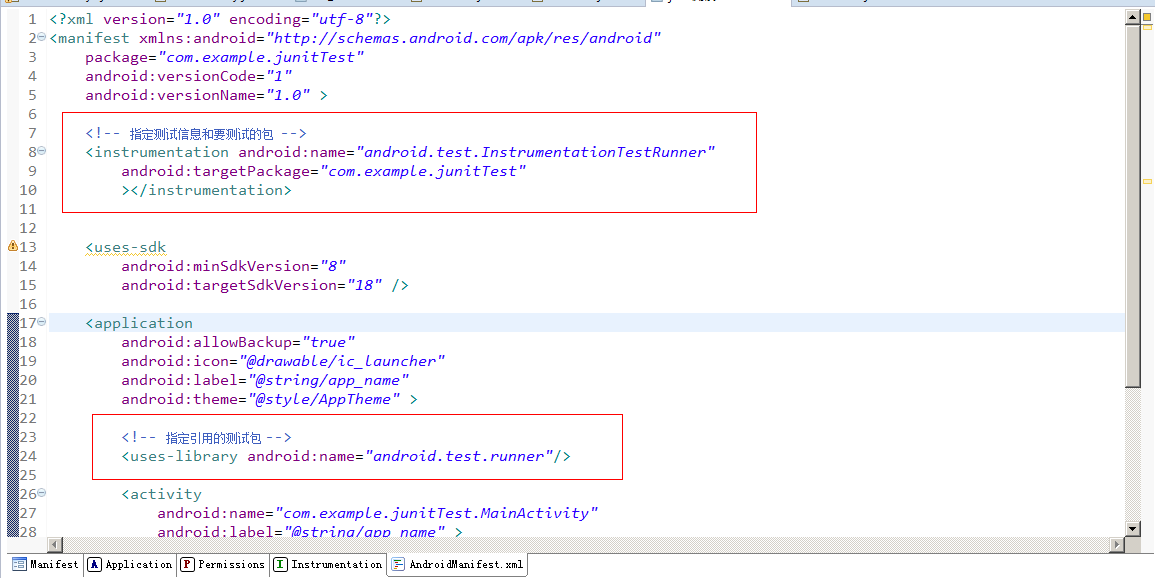 1 <?xml version="1.0" encoding="utf-8"?>
2 <manifest xmlns:android="http://schemas.android.com/apk/res/android"
3 package="com.example.junitTest"
4 android:versionCode="1"
5 android:versionName="1.0" >
6
7 <!-- 指定测试信息和要测试的包 -->
8 <instrumentation android:name="android.test.InstrumentationTestRunner"
9 android:targetPackage="com.example.junitTest"
10 ></instrumentation>
11
12
13 <uses-sdk
14 android:minSdkVersion="8"
15 android:targetSdkVersion="18" />
16
17 <application
18 android:allowBackup="true"
19 android:icon="@drawable/ic_launcher"
20 android:label="@string/app_name"
21 android:theme="@style/AppTheme" >
22
23 <!-- 指定引用的测试包 -->
24 <uses-library android:name="android.test.runner"/>
25
26 <activity
27 android:name="com.example.junitTest.MainActivity"
28 android:label="@string/app_name" >
Manifest A Application P Permissions I Instrumentation AndroidManifest.xml